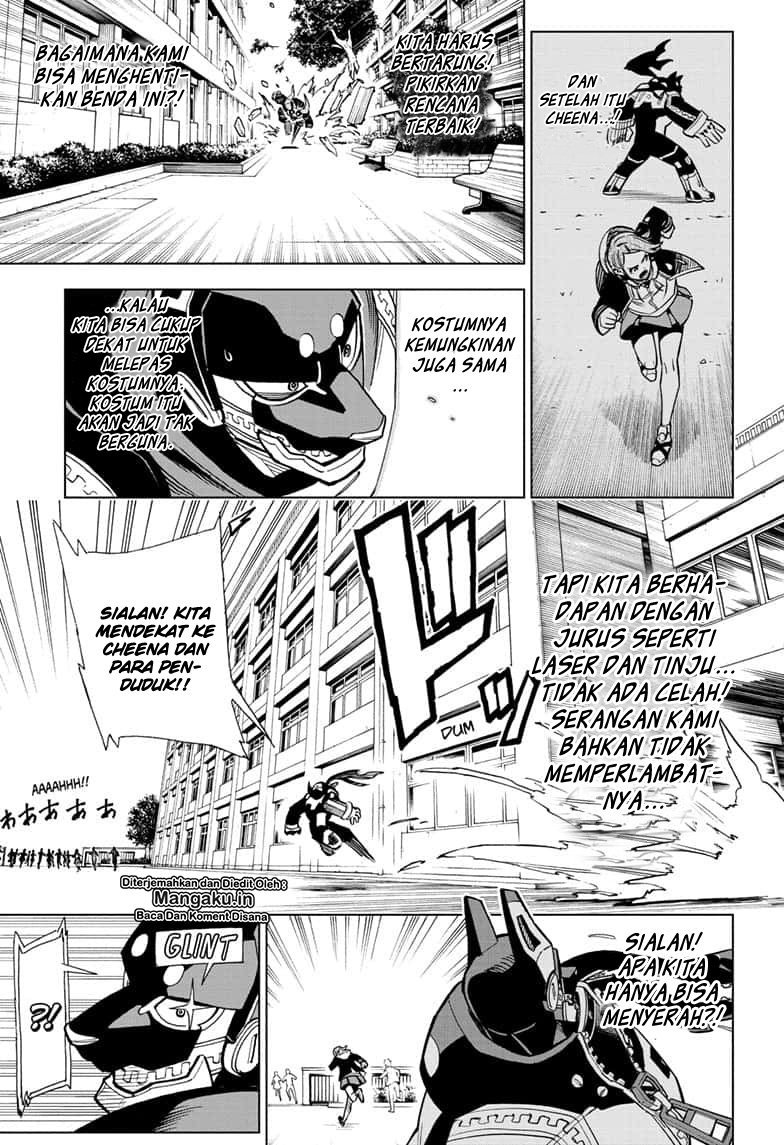 DAN
SETELAH ITU
CHEENA...!!
KITA HARUS
BERTARUNG!
PIKIRKAN
RENCANA
TERBAIK!
BAGAIMANA KAMI
BISA MENGHENTI-
KAN BENDA INI?!
KOSTUMNYA
KEMUNGKINAN
JUGA SAMA
...
...KALAU
KITA BISA CUKUP
DEKAT UNTUK
MELEPAS
KOSTUMNYA.
KOSTUM ITU
AKAN JADI TAK
BERGUNA.
TAPI KITA BERHA-
DAPAN DENGAN
JURUS SEPERTI
LASER DAN TINJU...
TIDAK ADA CELAH!
SERANGAN KAMI
BAHKAN TIDAK
MEMPERLAMBAT-
NYA...
ドッ
DUM
SIALAN! KITA
MENDEKAT KE
CHEENA DAN
PARA PEN-
DUDUK!!
AAAAHHH!!
わあああ
Diterjemahkan dan Diedit Oleh :
Mangaku.in
Baca Dan Koment Disana
SIALAN!
APA KITA
HANYA BISA
MENYERAH?!
GLINT
?!